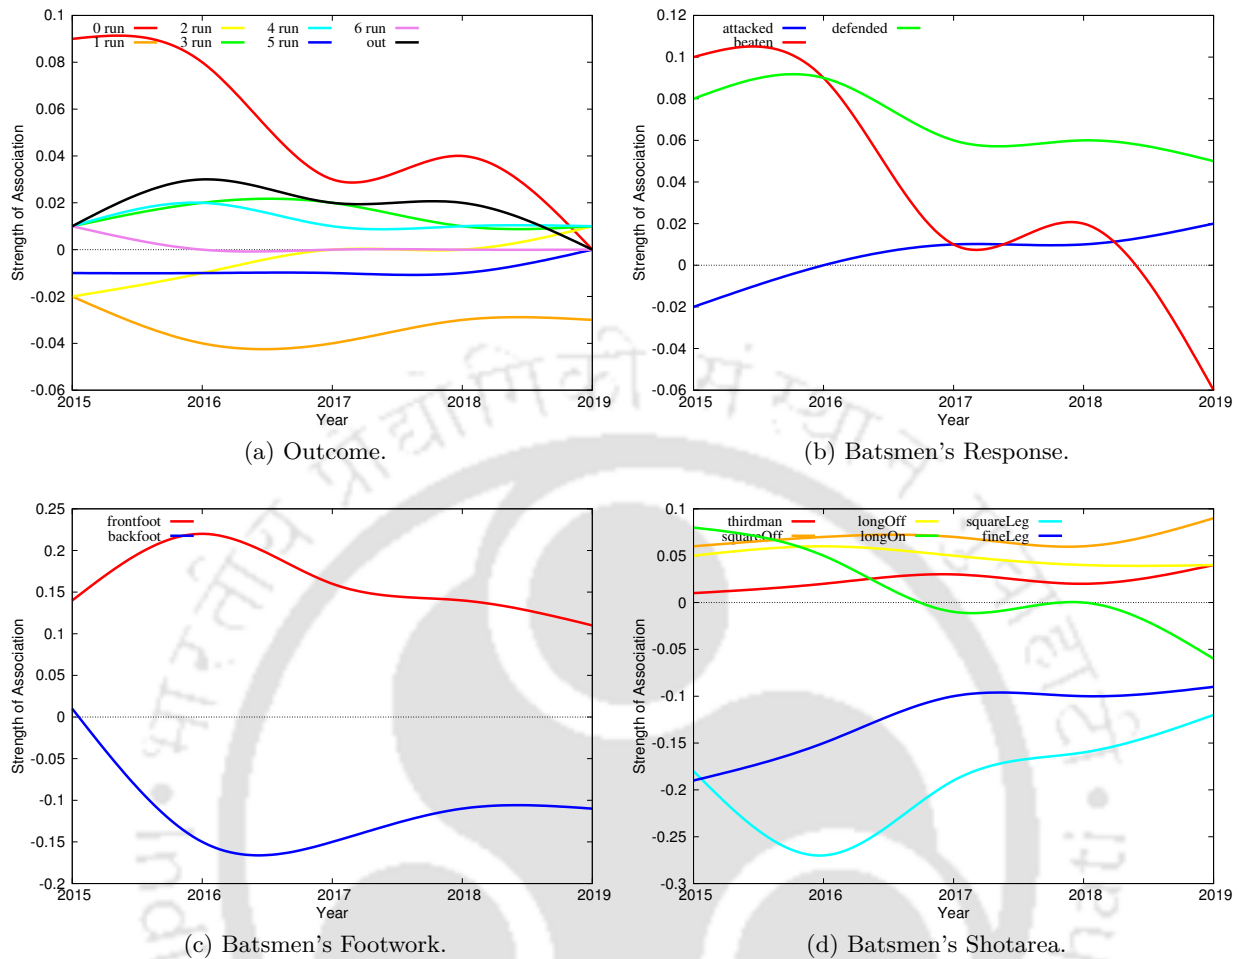 0.1
0 run 2 run 4 run 6 run
1 run 3 run 5 run out
0.08
0.06
0.04
0.02
0
-0.02
-0.04
-0.06
Strength of Association
2015 2016 2017 2018 2019
Year
(a) Outcome.
0.12
attacked defended
beaten
0.1
0.08
0.06
0.04
0.02
0
-0.02
-0.04
-0.06
Strength of Association
2015 2016 2017 2018 2019
Year
(b) Batsmen's Response.
0.25
frontfoot
backfoot
0.2
0.15
0.1
0.05
0
-0.05
-0.1
-0.15
-0.2
Strength of Association
2015 2016 2017 2018 2019
Year
(c) Batsmen's Footwork.
0.1
thirdman longOff squareLeg
squareOff longOn fineLeg
0.05
0
-0.05
-0.1
-0.15
-0.2
-0.25
-0.3
Strength of Association
2015 2016 2017 2018 2019
Year
(d) Batsmen's Shotarea.
भारतीय प्रौद्योगिकी संस्थान गुवाहाटी